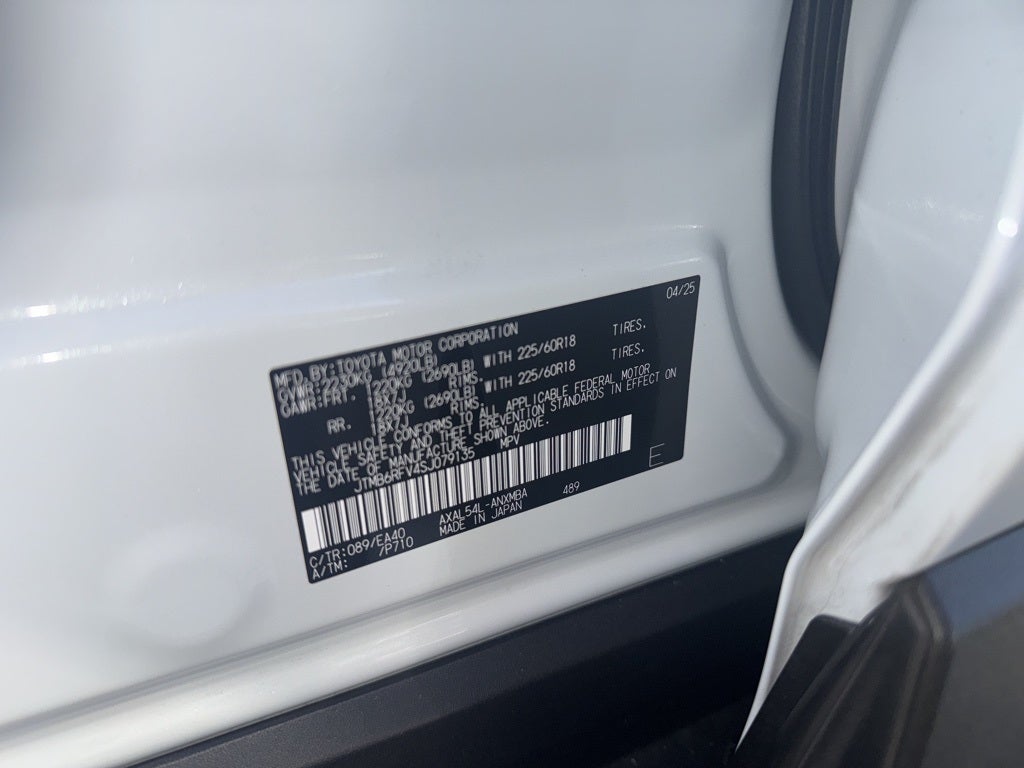 04/25
MFD. BY:TOYOTA MOTOR CORPORATION
GVWR:2230KG (4920LB)
GAWR:FRT. 1220KG (2690LB) WITH 225/60R18 TIRES.
18X7J RIMS.
RR. 1220KG (2690LB) WITH 225/60R18 TIRES.
18X7J RIMS.
THIS VEHICLE CONFORMS TO ALL APPLICABLE FEDERAL MOTOR
VEHICLE SAFETY AND THEFT PREVENTION STANDARDS IN EFFECT ON
THE DATE OF MANUFACTURE SHOWN ABOVE.
JTMB6RFV4SJ079135 MPV
E
C/TR:089/EA40 AXAL54L-ANXMBA 489
A/TM: /P710 MADE IN JAPAN